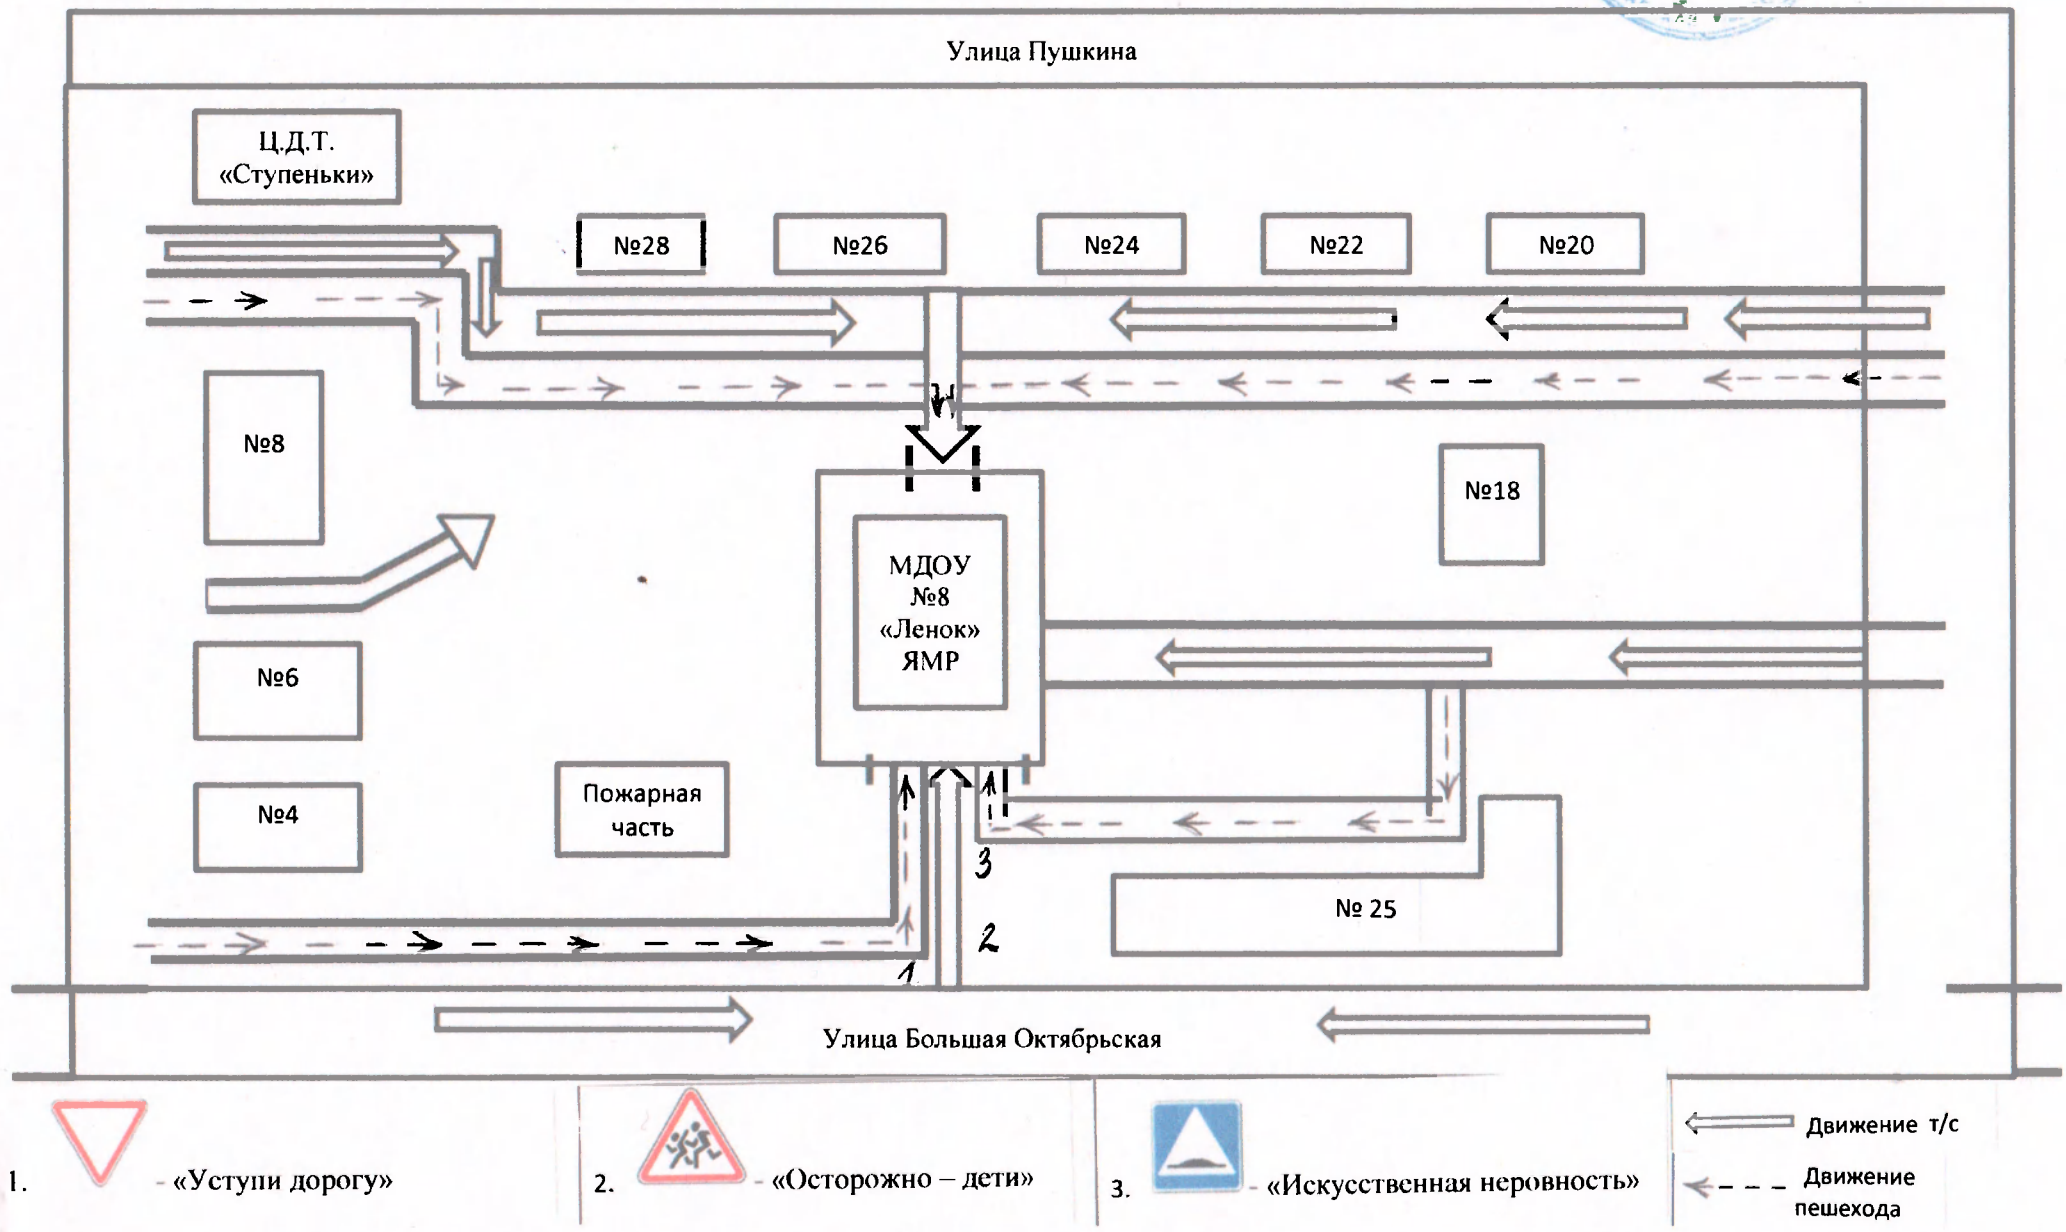 Улица Пушкина
Ц.Д.Т.
«Ступеньки»
№28
№26
№24
№22
№20
№8
№18
МДОУ
№8
«Ленок»
ЯМР
№6
№4
Пожарная
часть
3
№ 25
2
1
Улица Большая Октябрьская
1. - «Уступи дорогу»
2. - «Осторожно – дети»
3. - «Искусственная неровность»
Движение т/с
Движение
пешехода